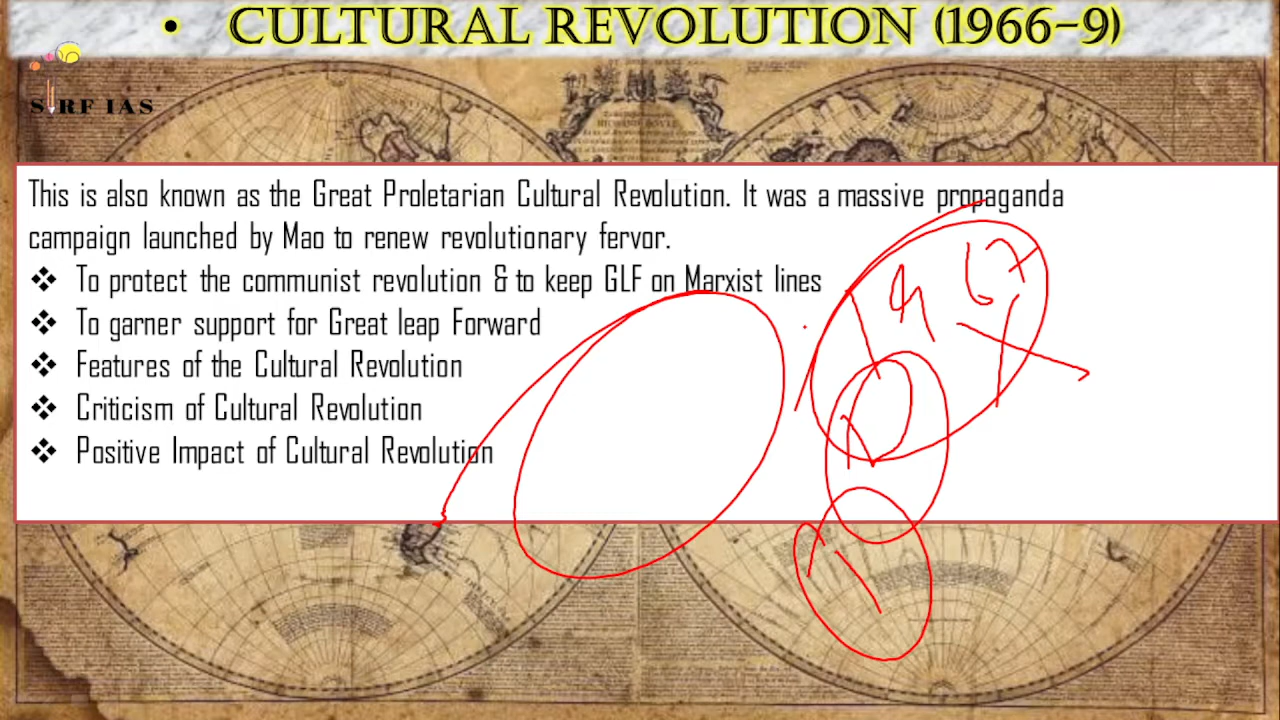 • CULTURAL REVOLUTION (1966–9)
SIRF IAS
This is also known as the Great Proletarian Cultural Revolution. It was a massive propaganda
campaign launched by Mao to renew revolutionary fervor.
❖ To protect the communist revolution & to keep GLF on Marxist lines
❖ To garner support for Great leap Forward
❖ Features of the Cultural Revolution
❖ Criticism of Cultural Revolution
❖ Positive Impact of Cultural Revolution
1967